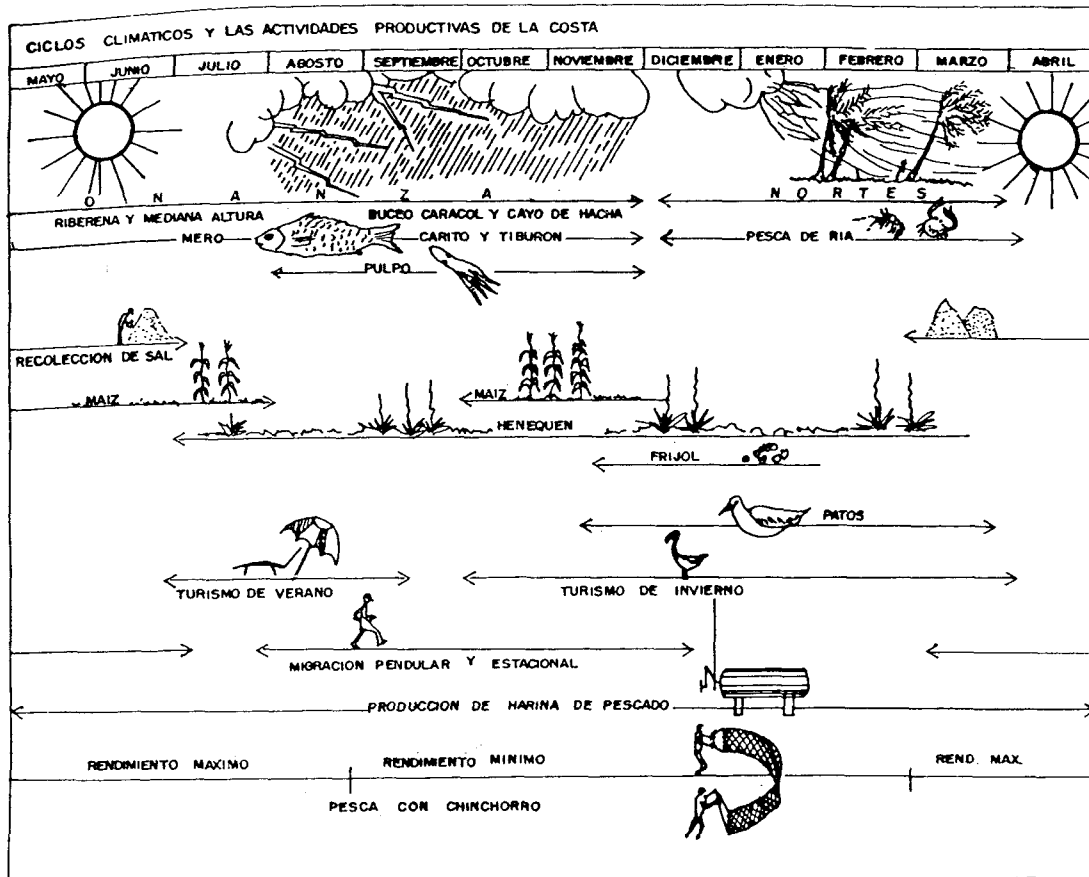 CICLOS CLIMATICOS Y LAS ACTIVIDADES PRODUCTIVAS DE LA COSTA
MAYO JUNIO JULIO AGOSTO SEPTIEMBRE OCTUBRE NOVIEMBRE DICIEMBRE ENERO FEBRERO MARZO ABRIL
O N A N Z A
N O R T E S
RIBERENA Y MEDIANA ALTURA
BUCEO CARACOL Y CAYO DE HACHA
MERO
CARITO Y TIBURON
PESCA DE RIA
PULPO
RECOLECCION DE SAL
MAIZ
MAIZ
HENEQUEN
FRIJOL
PATOS
TURISMO DE VERANO
TURISMO DE INVIERNO
MIGRACION PENDULAR Y ESTACIONAL
PRODUCCION DE HARINA DE PESCADO
RENDIMIENTO MAXIMO
RENDIMIENTO MINIMO
REND. MAX.
PESCA CON CHINCHORRO